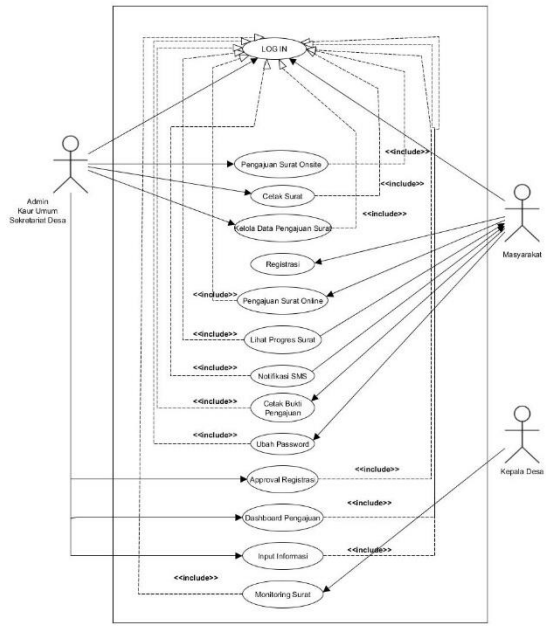 LOG IN
<<include>>
Pengajuan Surat Onsite
<<include>>
Cetak Surat
<<include>>
Kelola Data Pengajuan Surat
Admin
Kaur Umum
Sekretariat Desa
Masyarakat
Registrasi
<<include>>
Pengajuan Surat Online
<<include>>
Lihat Progres Surat
<<include>>
Notifikasi SMS
<<include>>
Cetak Bukti
Pengajuan
<<include>>
Ubah Password
<<include>>
Approval Registrasi
Kepala Desa
<<include>>
Dashboard Pengajuan
<<include>>
Input Informasi
<<include>>
Monitoring Surat